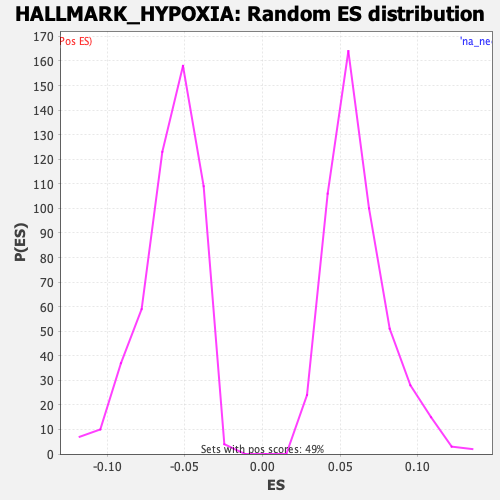 HALLMARK_HYPOXIA: Random ES distribution
170
Pos ES)
'na_ne
160
150
140
130
120
110
100
90
80
70
60
50
40
30
20
10
0
P(ES)
Sets with pos scores: 49%
-0.10 -0.05 0.00 0.05 0.10
ES